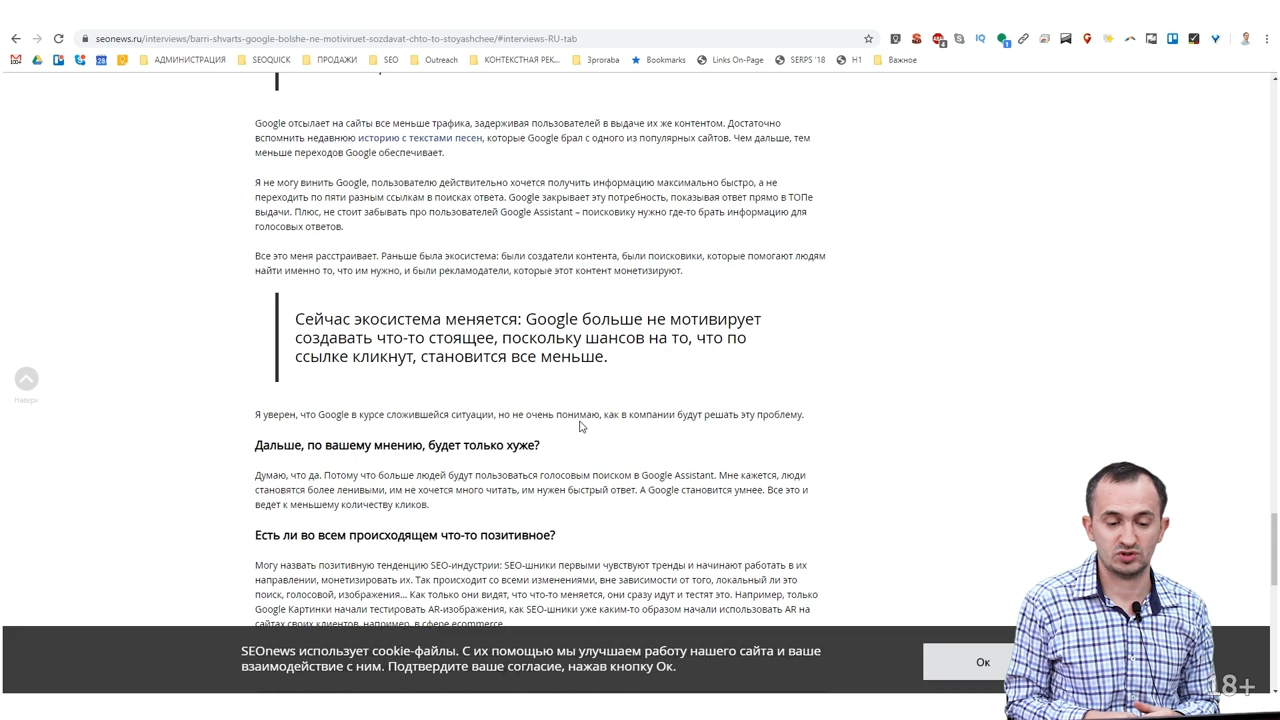 seonews.ru/interviews/barri-shvarts-google-bolshe-ne-motiviruet-sozdavat-chto-to-stoyashchee/#interviews-RU-tab
АДМИНИСТРАЦИЯ SEOQUICK ПРОДАЖИ SEO Outreach КОНТЕКСТНАЯ РЕК... 3proraba Bookmarks Links On-Page SERPS '18 H1 Важное
Google отсылает на сайты все меньше трафика, задерживая пользователей в выдаче их же контентом. Достаточно
вспомнить недавнюю историю с текстами песен, которые Google брал с одного из популярных сайтов. Чем дальше, тем
меньше переходов Google обеспечивает.
Я не могу винить Google, пользователю действительно хочется получить информацию максимально быстро, а не
переходить по пяти разным ссылкам в поисках ответа. Google закрывает эту потребность, показывая ответ прямо в ТОПе
выдачи. Плюс, не стоит забывать про пользователей Google Assistant – поисковику нужно где-то брать информацию для
голосовых ответов.
Все это меня расстраивает. Раньше была экосистема: были создатели контента, были поисковики, которые помогают людям
найти именно то, что им нужно, и были рекламодатели, которые этот контент монетизируют.
Сейчас экосистема меняется: Google больше не мотивирует
создавать что-то стоящее, поскольку шансов на то, что по
ссылке кликнут, становится все меньше.
Наверх
Я уверен, что Google в курсе сложившейся ситуации, но не очень понимаю, как в компании будут решать эту проблему.
Дальше, по вашему мнению, будет только хуже?
Думаю, что да. Потому что больше людей будут пользоваться голосовым поиском в Google Assistant. Мне кажется, люди
становятся более ленивыми, им не хочется много читать, им нужен быстрый ответ. А Google становится умнее. Все это и
ведет к меньшему количеству кликов.
Есть ли во всем происходящем что-то позитивное?
Могу назвать позитивную тенденцию SEO-индустрии: SEO-шники первыми чувствуют тренды и начинают работать в их
направлении, монетизировать их. Так происходит со всеми изменениями, вне зависимости от того, локальный ли это
поиск, голосовой, изображения... Как только они видят, что что-то меняется, они сразу идут и тестят это. Например, только
Google Картинки начали тестировать AR-изображения, как SEO-шники уже каким-то образом начали использовать AR на
сайтах своих клиентов, например, в сфере ecommerce.
SEOnews использует cookie-файлы. С их помощью мы улучшаем работу нашего сайта и ваше
взаимодействие с ним. Подтвердите ваше согласие, нажав кнопку Ок.
Ок
18+